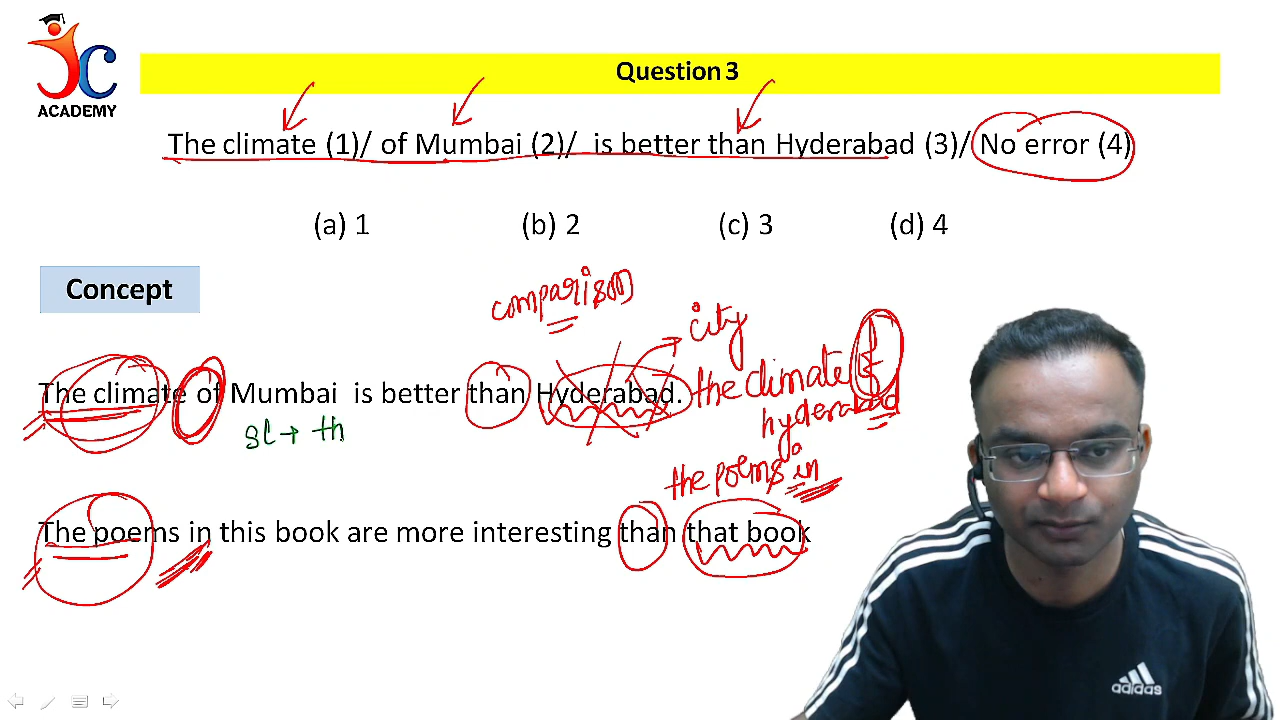 JC
ACADEMY
Question 3
The climate (1)/ of Mumbai (2)/ is better than Hyderabad (3)/ No error (4)
(a) 1 (b) 2 (c) 3 (d) 4
Concept
comparison
city
The climate of Mumbai is better than Hyderabad. the climate of
hyderabad
sc → th
the poems in
The poems in this book are more interesting than that book
adidas